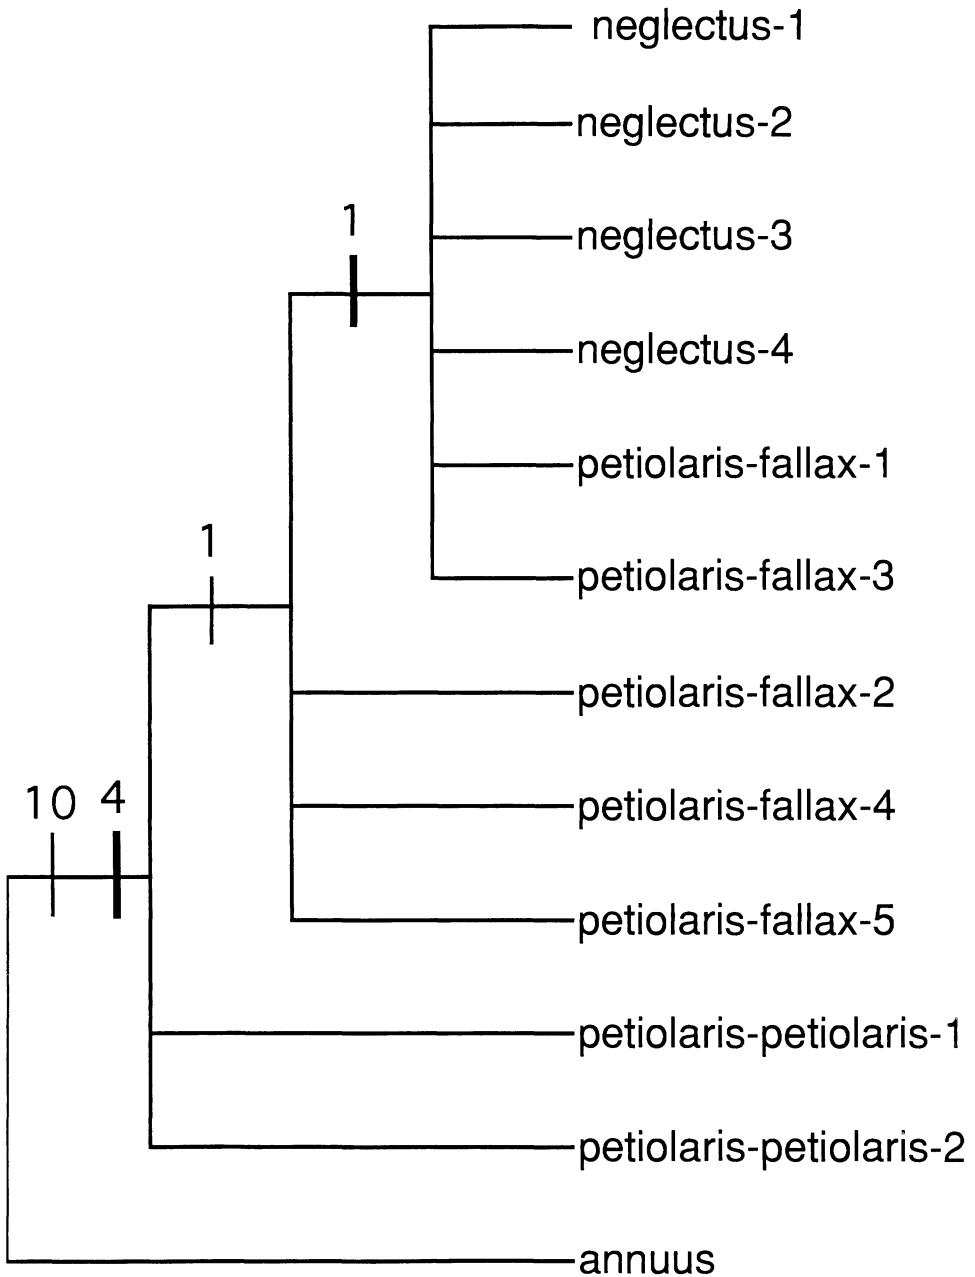 neglectus-1
neglectus-2
1
neglectus-3
neglectus-4
petiolaris-fallax-1
1
petiolaris-fallax-3
petiolaris-fallax-2
10 4
petiolaris-fallax-4
petiolaris-fallax-5
petiolaris-petiolaris-1
petiolaris-petiolaris-2
annuus